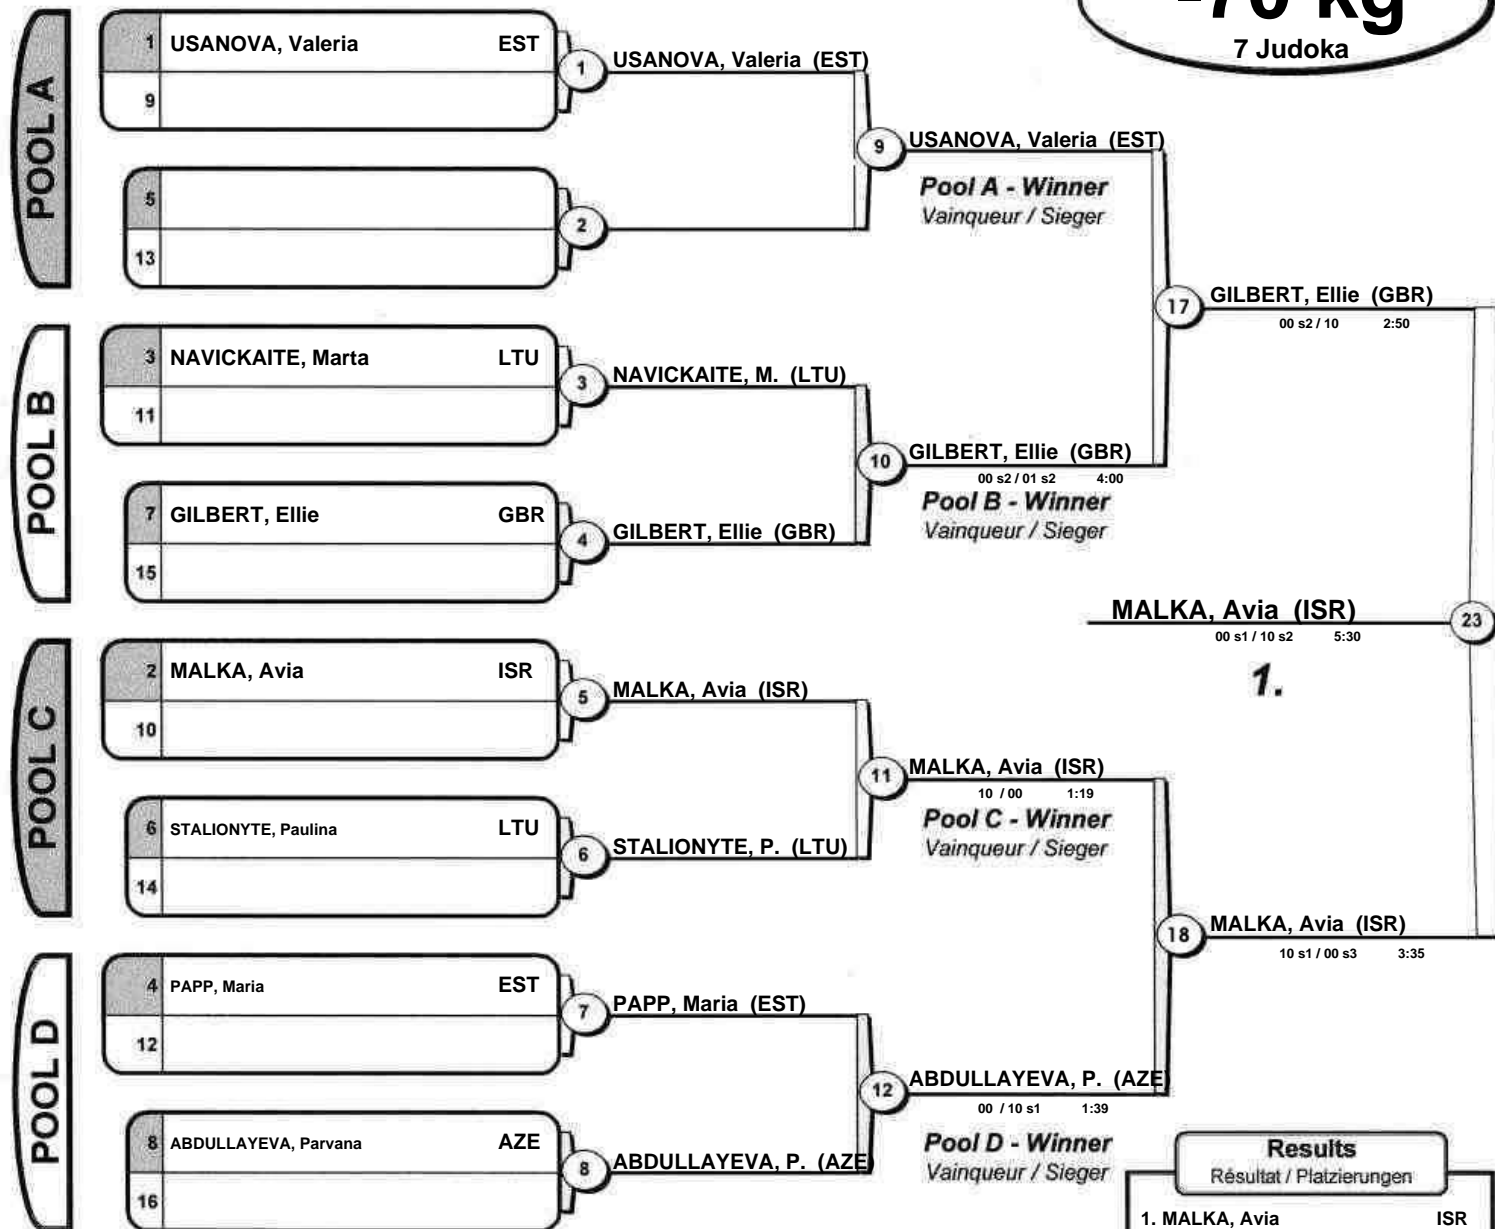 -70 kg
7 Judoka
POOL A
1 USANOVA, Valeria EST
9
5
13
1 USANOVA, Valeria (EST)
2
9 USANOVA, Valeria (EST)
Pool A - Winner
Vainqueur / Sieger
POOL B
3 NAVICKAITE, Marta LTU
11
7 GILBERT, Ellie GBR
15
3 NAVICKAITE, M. (LTU)
4 GILBERT, Ellie (GBR)
10 GILBERT, Ellie (GBR)
00 s2 / 01 s2 4:00
Pool B - Winner
Vainqueur / Sieger
17 GILBERT, Ellie (GBR)
00 s2 / 10 2:50
MALKA, Avia (ISR) 23
00 s1 / 10 s2 5:30
1.
POOL C
2 MALKA, Avia ISR
10
6 STALIONYTE, Paulina LTU
14
5 MALKA, Avia (ISR)
6 STALIONYTE, P. (LTU)
11 MALKA, Avia (ISR)
10 / 00 1:19
Pool C - Winner
Vainqueur / Sieger
18 MALKA, Avia (ISR)
10 s1 / 00 s3 3:35
POOL D
4 PAPP, Maria EST
12
8 ABDULLAYEVA, Parvana AZE
16
7 PAPP, Maria (EST)
8 ABDULLAYEVA, P. (AZE)
12 ABDULLAYEVA, P. (AZE)
00 / 10 s1 1:39
Pool D - Winner
Vainqueur / Sieger
Results
Résultat / Platzierungen
1. MALKA, Avia ISR